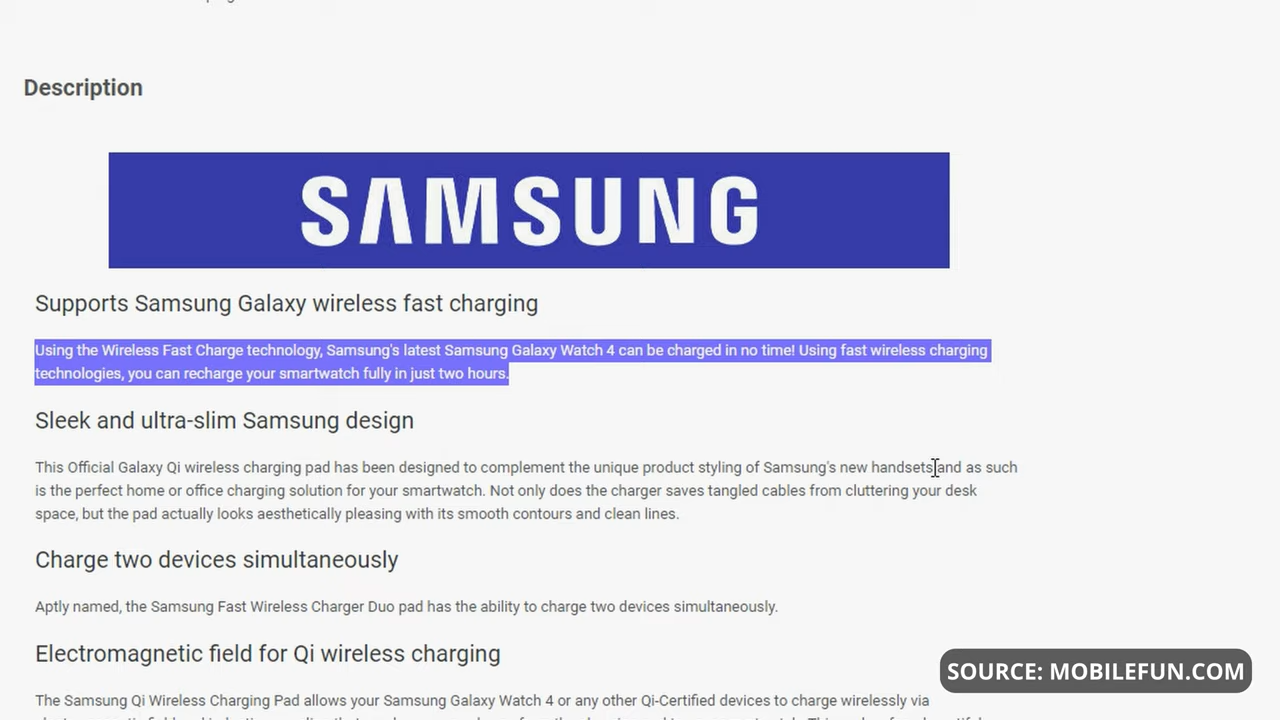 Description
SAMSUNG
Supports Samsung Galaxy wireless fast charging
Using the Wireless Fast Charge technology, Samsung's latest Samsung Galaxy Watch 4 can be charged in no time! Using fast wireless charging
technologies, you can recharge your smartwatch fully in just two hours.
Sleek and ultra-slim Samsung design
This Official Galaxy Qi wireless charging pad has been designed to complement the unique product styling of Samsung's new handsets and as such
is the perfect home or office charging solution for your smartwatch. Not only does the charger saves tangled cables from cluttering your desk
space, but the pad actually looks aesthetically pleasing with its smooth contours and clean lines.
Charge two devices simultaneously
Aptly named, the Samsung Fast Wireless Charger Duo pad has the ability to charge two devices simultaneously.
Electromagnetic field for Qi wireless charging
The Samsung Qi Wireless Charging Pad allows your Samsung Galaxy Watch 4 or any other Qi-Certified devices to charge wirelessly via
SOURCE: MOBILEFUN.COM